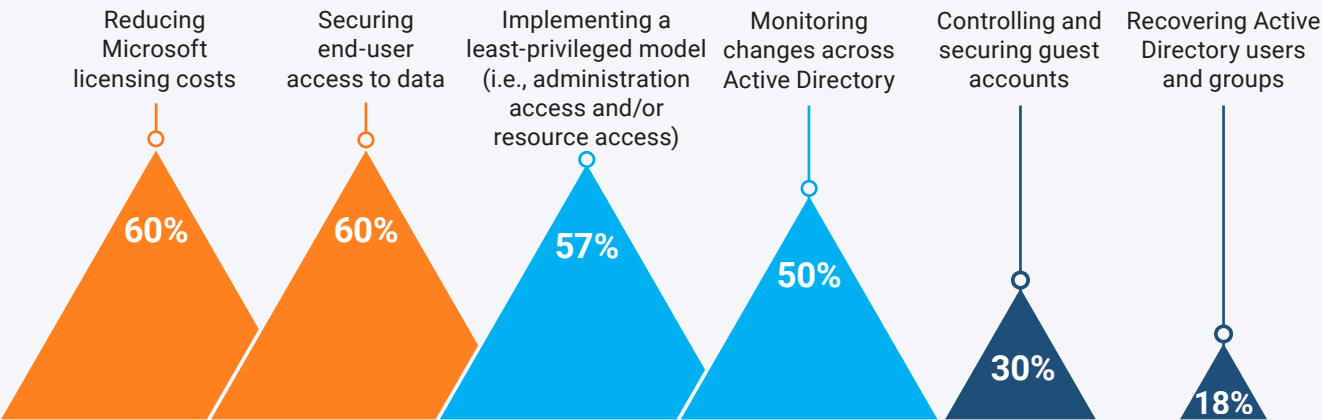 Reducing
Microsoft
licensing costs
60%
Securing
end-user
access to data
60%
Implementing a
least-privileged model
(i.e., administration
access and/or
resource access)
57%
Monitoring
changes across
Active Directory
50%
Controlling and
securing guest
accounts
30%
Recovering Active
Directory users
and groups
18%